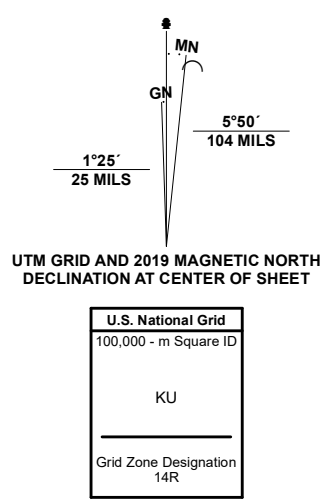 MN
GN
5°50´
104 MILS
1°25´
25 MILS
UTM GRID AND 2019 MAGNETIC NORTH
DECLINATION AT CENTER OF SHEET
U.S. National Grid
100,000 - m Square ID
KU
Grid Zone Designation
14R